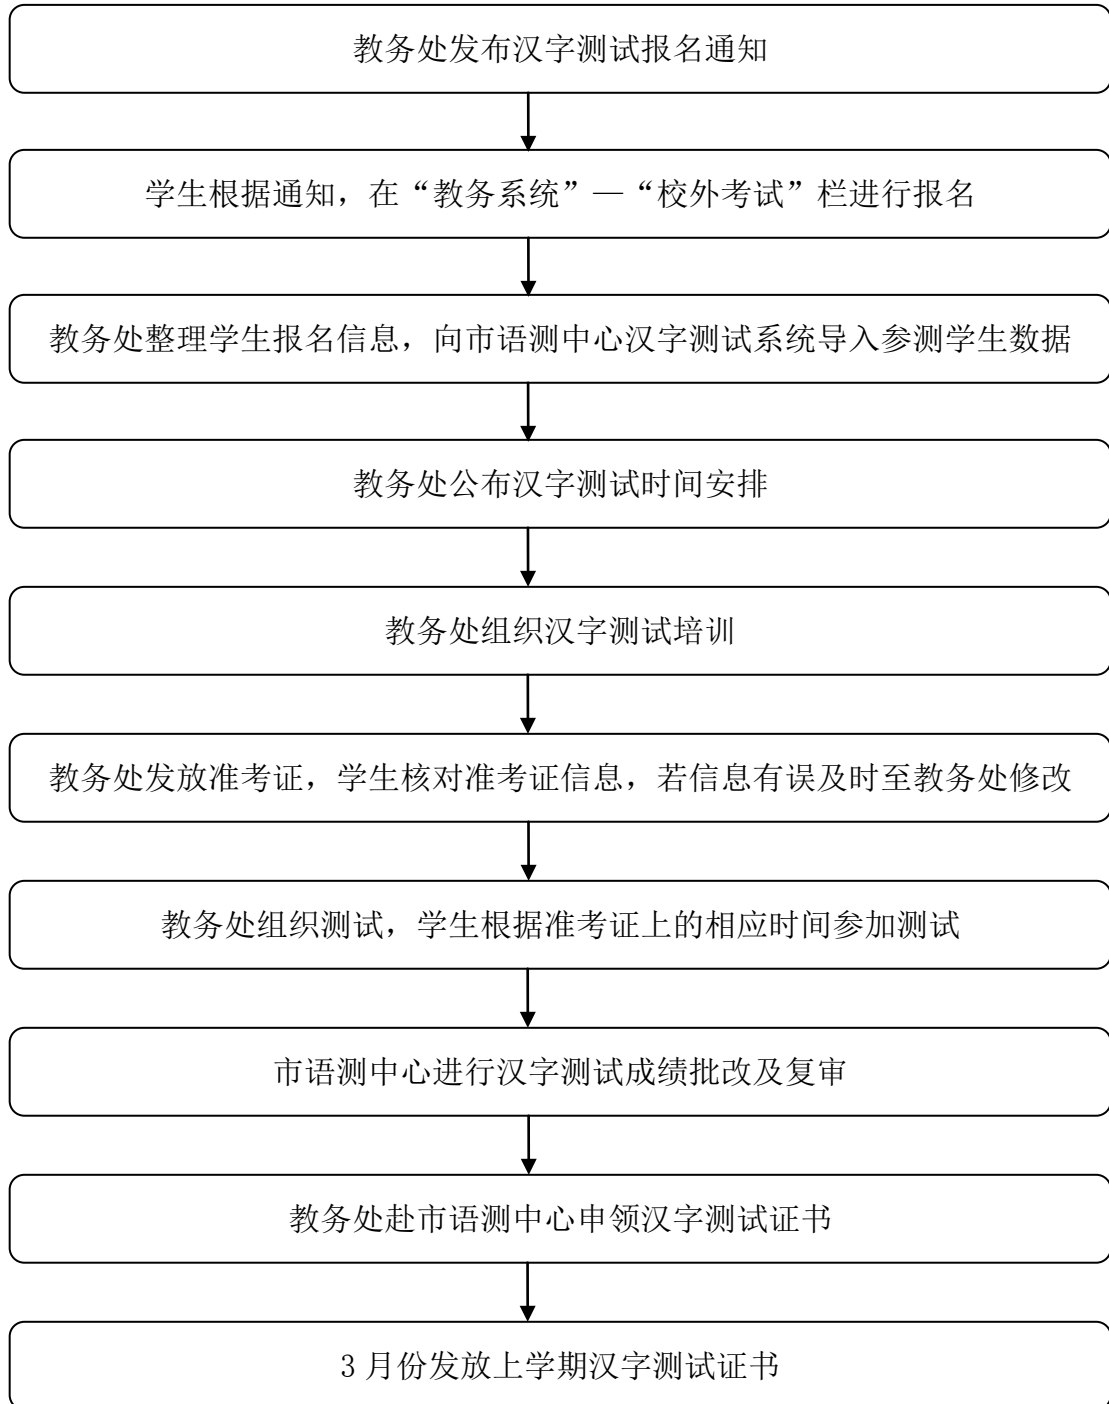 教务处发布汉字测试报名通知
学生根据通知，在“教务系统”—“校外考试”栏进行报名
教务处整理学生报名信息，向市语测中心汉字测试系统导入参测学生数据
教务处公布汉字测试时间安排
教务处组织汉字测试培训
教务处发放准考证，学生核对准考证信息，若信息有误及时至教务处修改
教务处组织测试，学生根据准考证上的相应时间参加测试
市语测中心进行汉字测试成绩批改及复审
教务处赴市语测中心申领汉字测试证书
3 月份发放上学期汉字测试证书